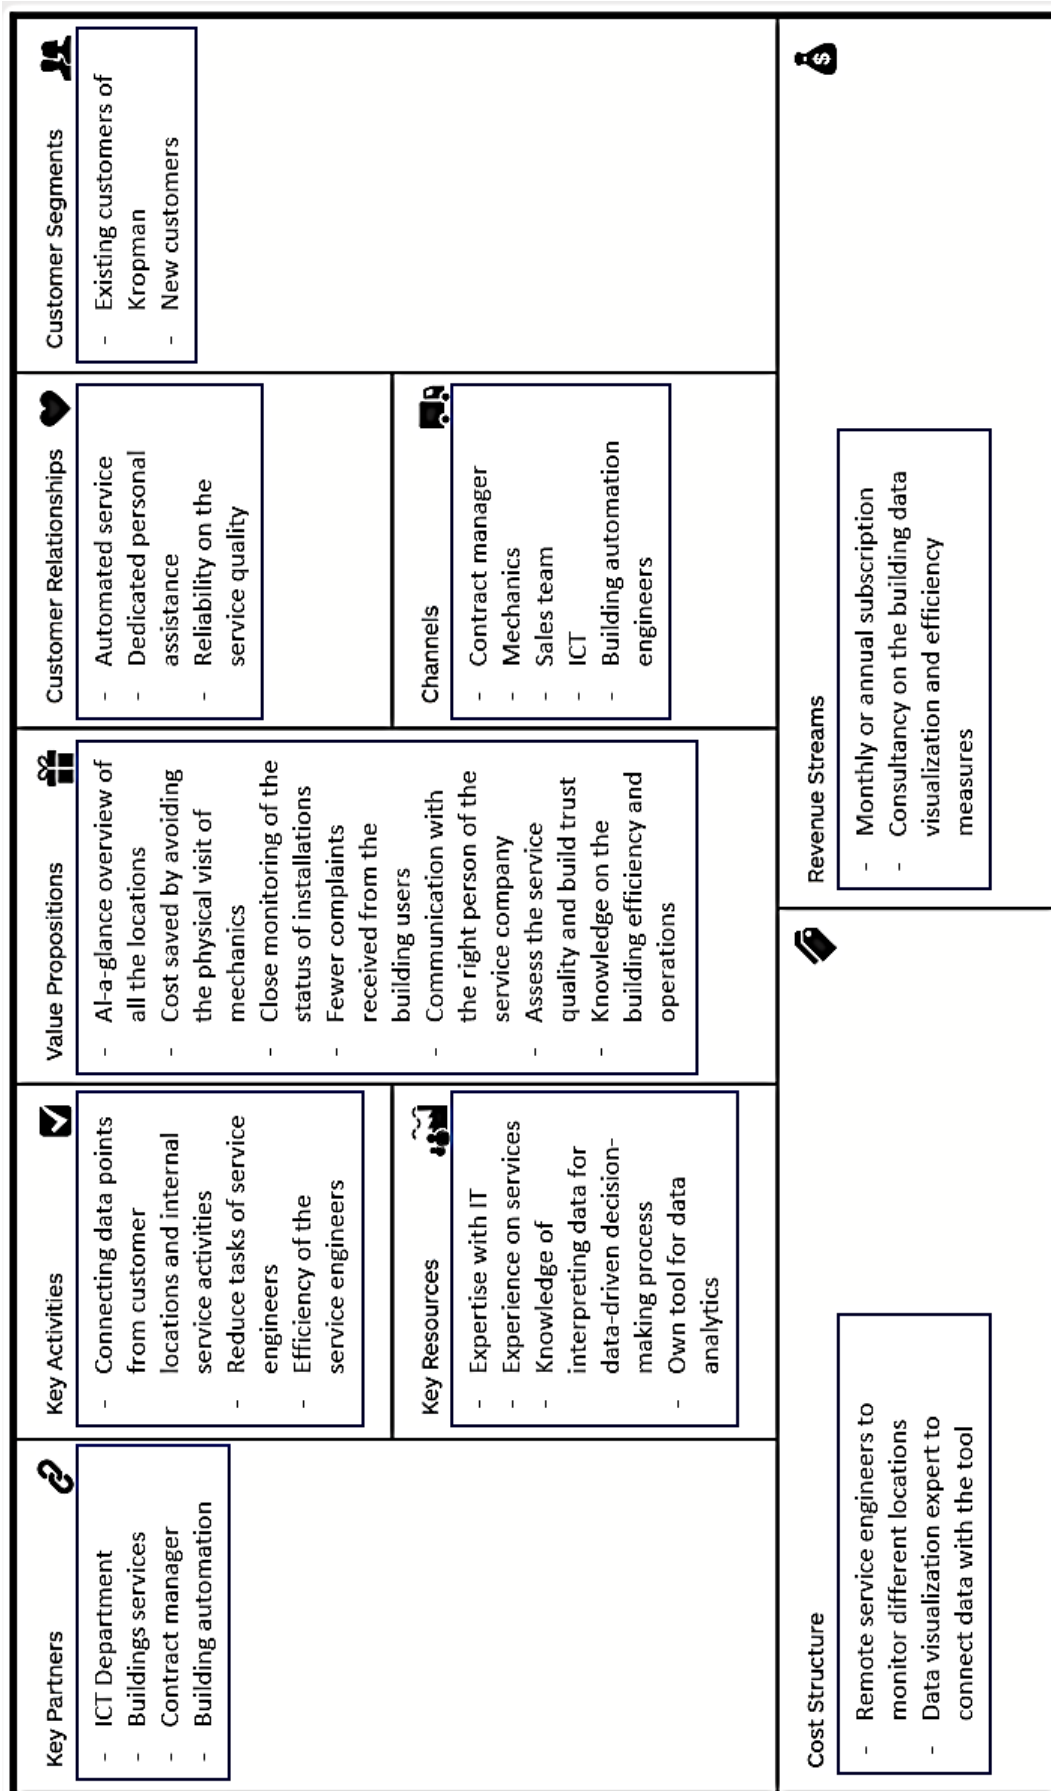 Key Partners
- ICT Department
- Buildings services
- Contract manager
- Building automation
Key Activities
- Connecting data points
from customer
locations and internal
service activities
- Reduce tasks of service
engineers
- Efficiency of the
service engineers
Key Resources
- Expertise with IT
- Experience on services
- Knowledge of
interpreting data for
data-driven decision-
making process
- Own tool for data
analytics
Value Propositions
- Al-a-glance overview of
all the locations
- Cost saved by avoiding
the physical visit of
mechanics
- Close monitoring of the
status of installations
- Fewer complaints
received from the
building users
- Communication with
the right person of the
service company
- Assess the service
quality and build trust
- Knowledge on the
building efficiency and
operations
Customer Relationships
- Automated service
- Dedicated personal
assistance
- Reliability on the
service quality
Channels
- Contract manager
- Mechanics
- Sales team
- ICT
- Building automation
engineers
Customer Segments
- Existing customers of
Kropman
- New customers
Cost Structure
- Remote service engineers to
monitor different locations
- Data visualization expert to
connect data with the tool
Revenue Streams
- Monthly or annual subscription
- Consultancy on the building data
visualization and efficiency
measures
$